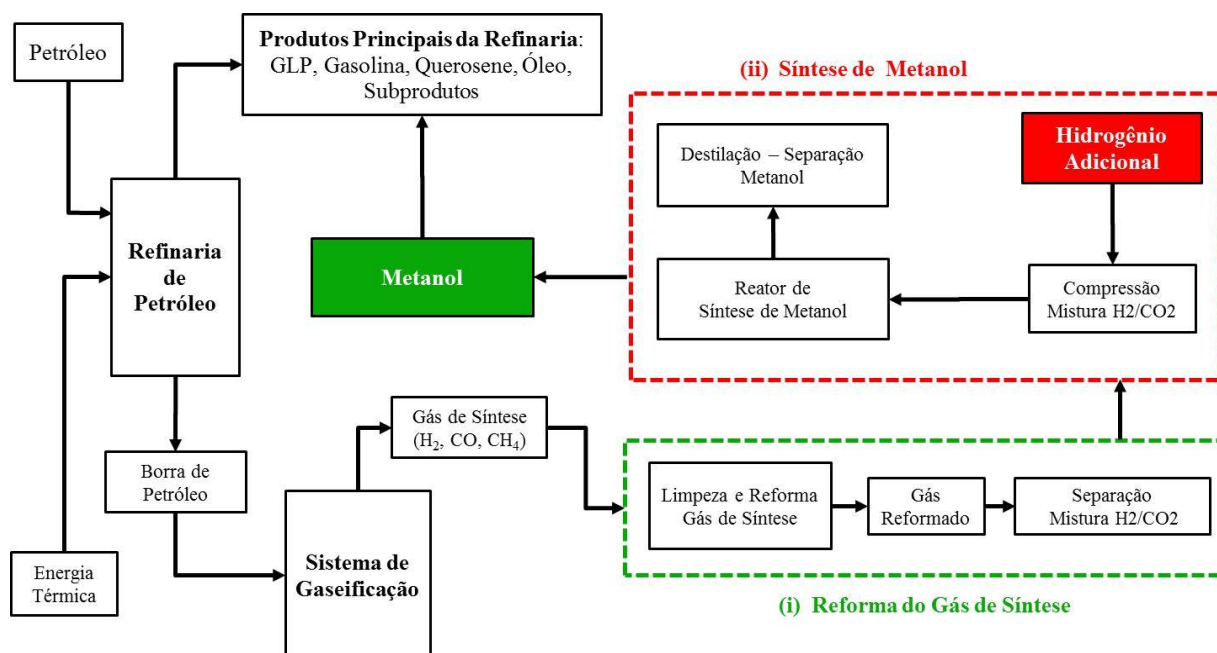 Petróleo
Produtos Principais da Refinaria:
GLP, Gasolina, Querosene, Óleo,
Subprodutos
(ii) Síntese de Metanol
Destilação – Separação
Metanol
Hidrogênio
Adicional
Refinaria
de
Petróleo
Metanol
Reator de
Síntese de Metanol
Compressão
Mistura H2/CO2
Gás de Síntese
(H₂, CO, CH₄)
Borra de
Petróleo
Limpeza e Reforma
Gás de Síntese
Gás
Reformado
Separação
Mistura H2/CO2
Energia
Térmica
Sistema de
Gaseificação
(i) Reforma do Gás de Síntese